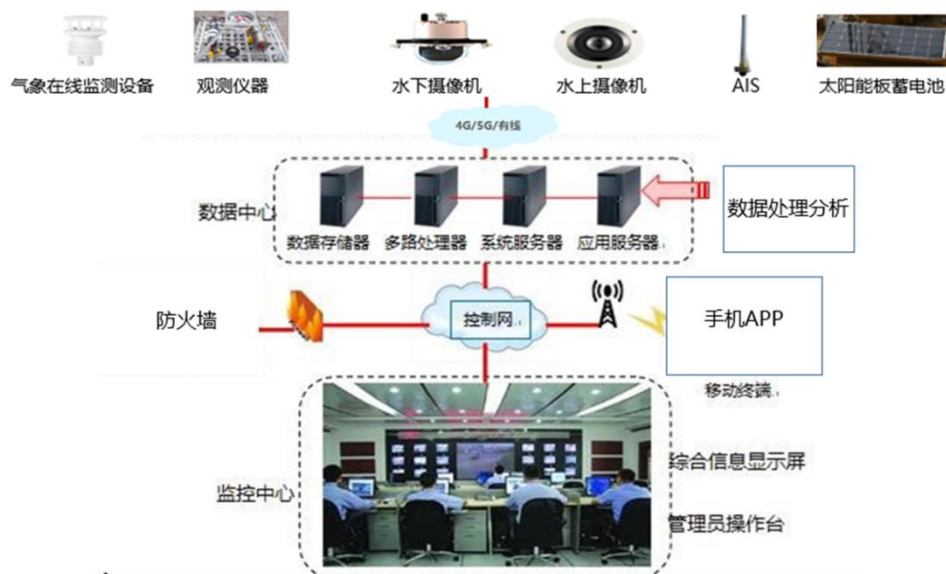 气象在线监测设备
观测仪器
水下摄像机
水上摄像机
AIS
太阳能板蓄电池
4G/5G/有线
数据中心
数据存储器
多路处理器
系统服务器
应用服务器
数据处理分析
防火墙
控制网
手机APP
移动终端
监控中心
综合信息显示屏
管理员操作台